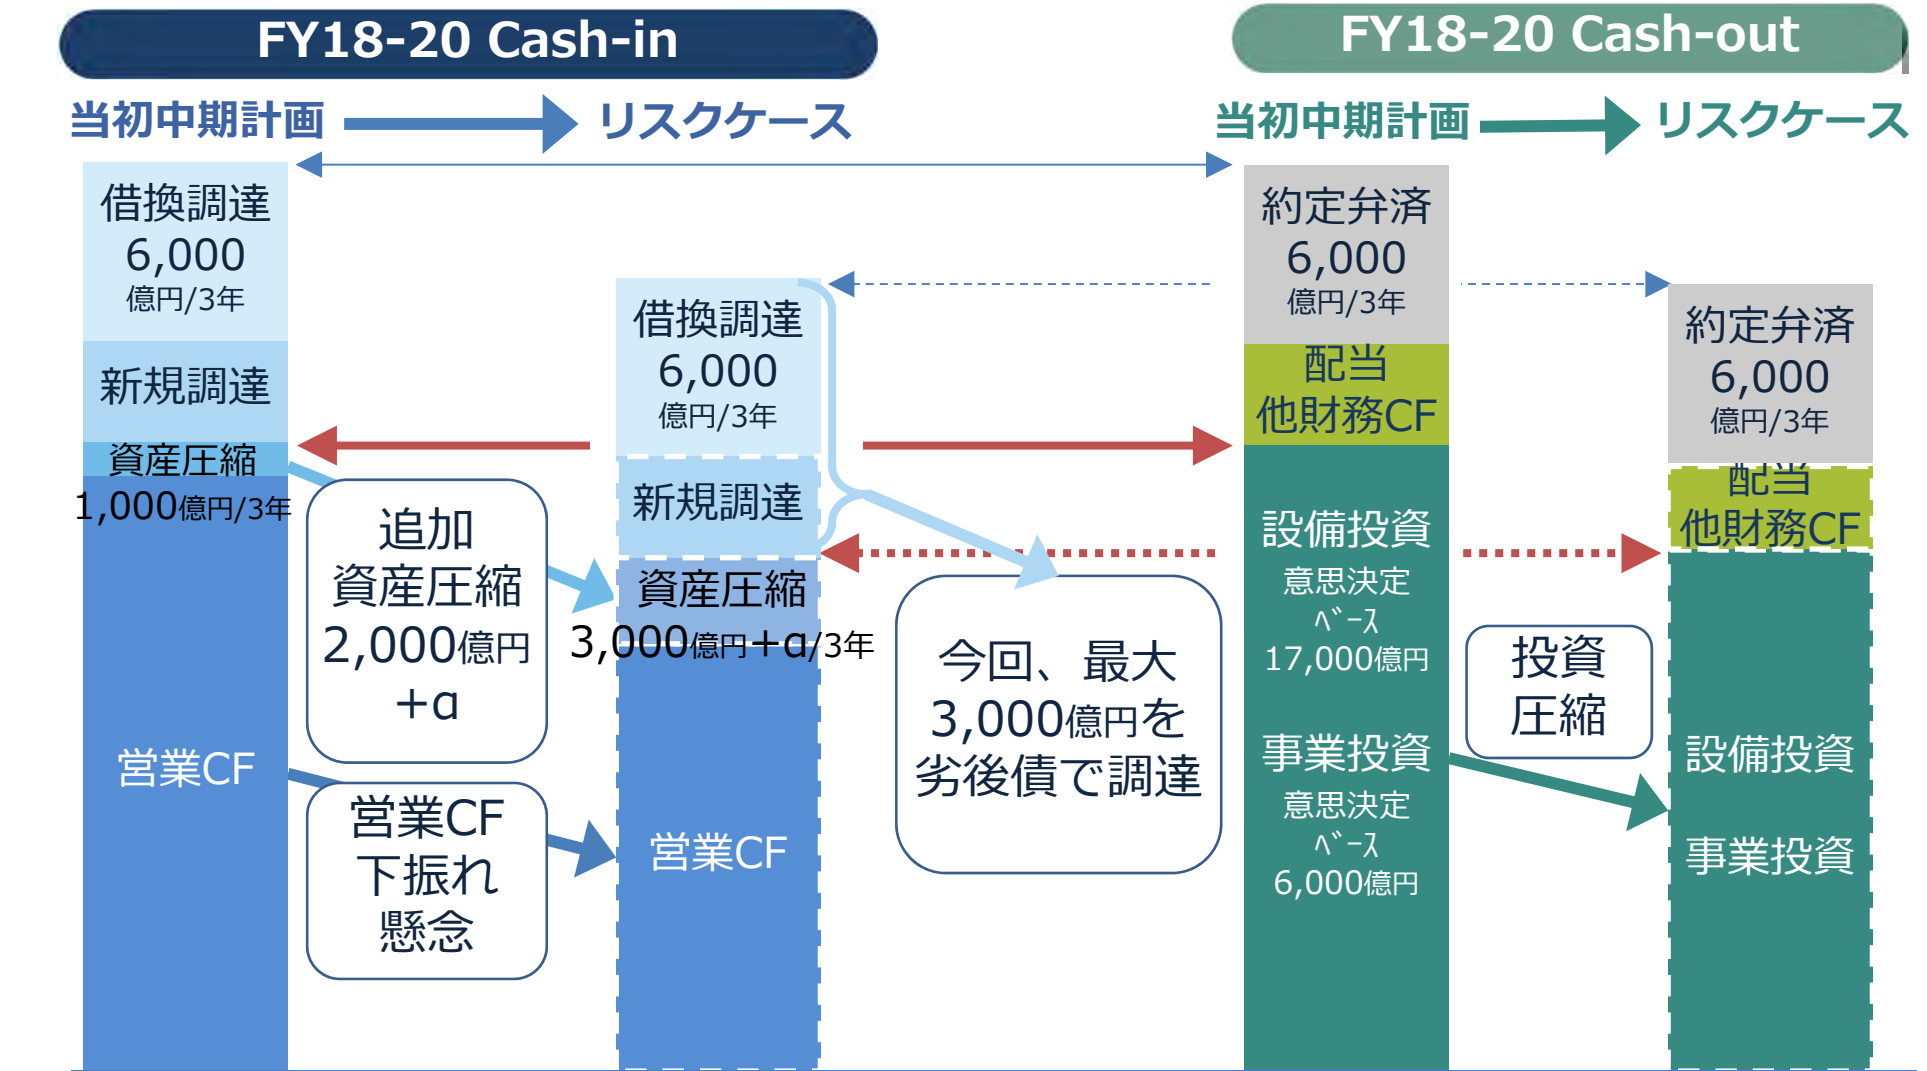 FY18-20 Cash-in
FY18-20 Cash-out
当初中期計画
リスクケース
当初中期計画
リスクケース
借換調達
6,000
億円/3年
新規調達
資産圧縮
1,000億円/3年
営業CF
追加
資産圧縮
2,000億円
+α
営業CF
下振れ
懸念
借換調達
6,000
億円/3年
新規調達
資産圧縮
3,000億円+α/3年
営業CF
今回、最大
3,000億円を
劣後債で調達
約定弁済
6,000
億円/3年
配当
他財務CF
設備投資
意思決定
ﾍﾞｰｽ
17,000億円
事業投資
意思決定
ﾍﾞｰｽ
6,000億円
投資
圧縮
約定弁済
6,000
億円/3年
配当
他財務CF
設備投資
事業投資